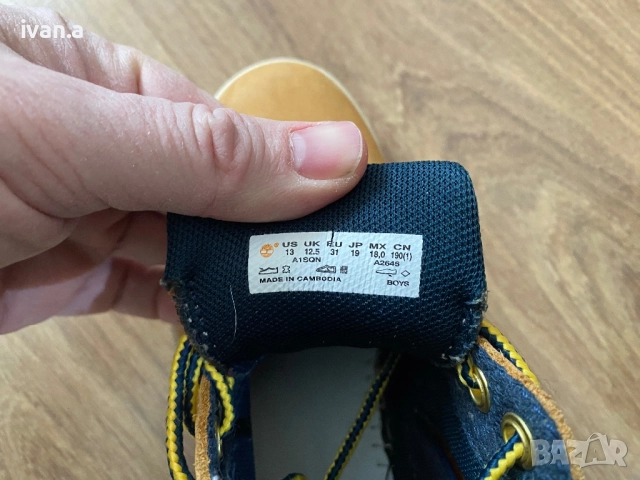 ivan.a
US UK EU JP MX CN
13 12.5 31 19 18,0 190(1)
A1SQN A2645
MADE IN CAMBODIA BOYS
BAZAR